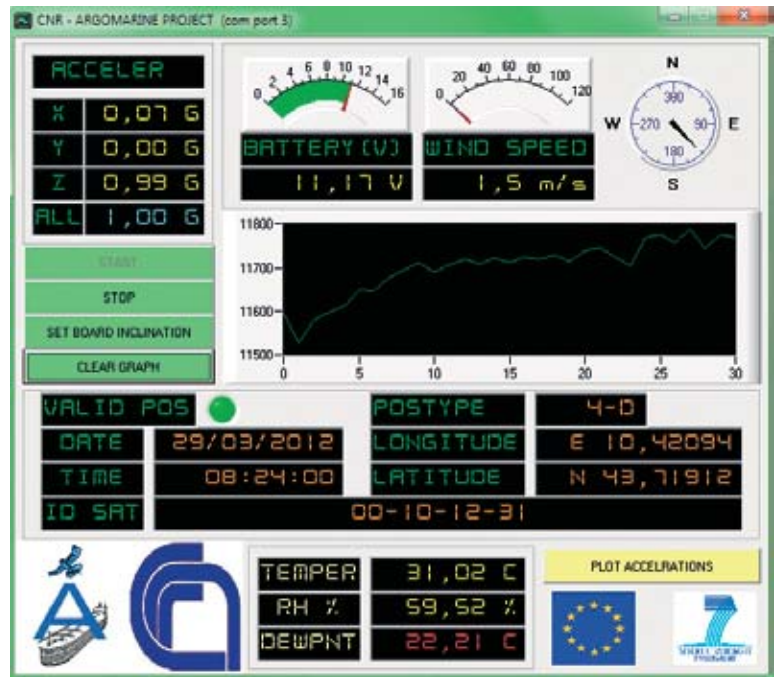 CNR - ARGOMARINE PROJECT (com port 3)
ACCELER
X 0,07 G
Y 0,00 G
Z 0,99 G
ALL 1,00 G
START
STOP
SET BOARD INCLINATION
CLEAR GRAPH
0 2 4 6 8 10 12 14 16
BATTERY (V)
11,17 V
0 20 40 60 80 100 120
WIND SPEED
1,5 m/s
N
W E
S
360
270 90
180
11800
11700
11600
11500
0 5 10 15 20 25 30
VALID POS POSTYPE 4-D
DATE 29/03/2012 LONGITUDE E 10,42094
TIME 08:24:00 LATITUDE N 43,71912
ID SAT 00-10-12-31
TEMPER 31,02 C
RH % 59,52 %
DEWPNT 22,21 C
PLOT ACCELRATIONS